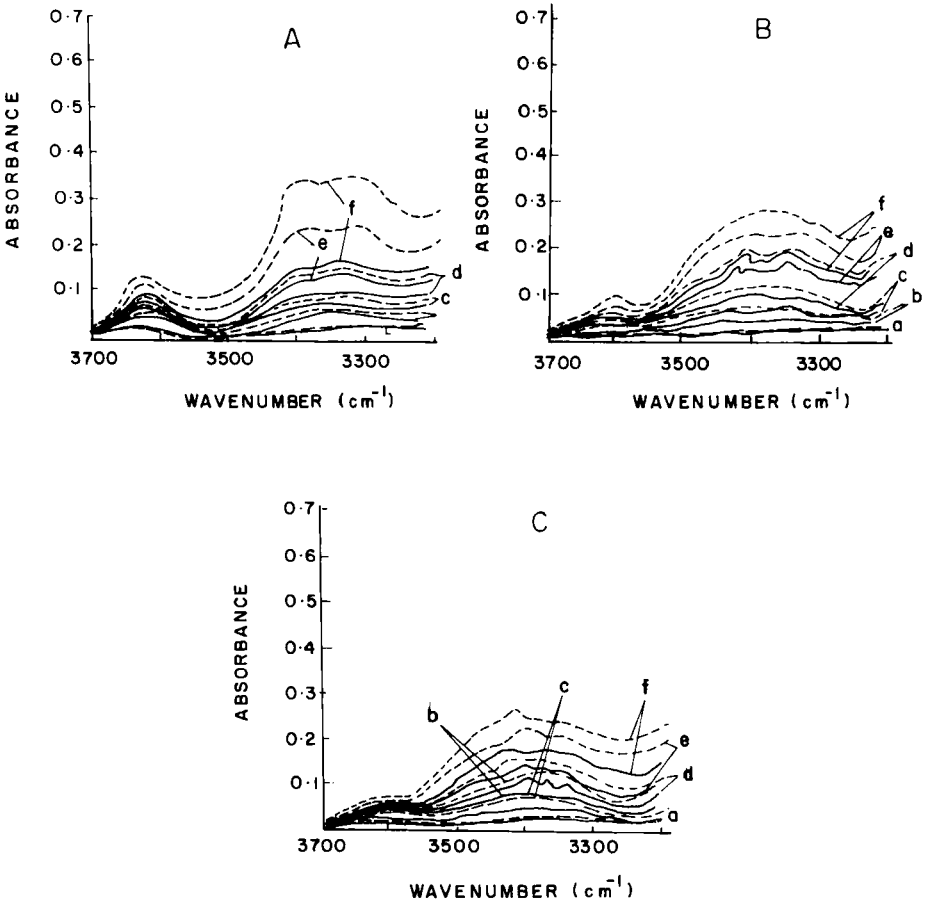 A
ABSORBANCE
0.7
0.6
0.5
0.4
0.3
0.2
0.1
f
e
d
c
3700
3500
3300
WAVENUMBER (cm⁻¹)
B
ABSORBANCE
0.7
0.6
0.5
0.4
0.3
0.2
0.1
f
e
d
c
b
a
3700
3500
3300
WAVENUMBER (cm⁻¹)
C
ABSORBANCE
0.7
0.6
0.5
0.4
0.3
0.2
0.1
b
c
f
e
d
a
3700
3500
3300
WAVENUMBER (cm⁻¹)